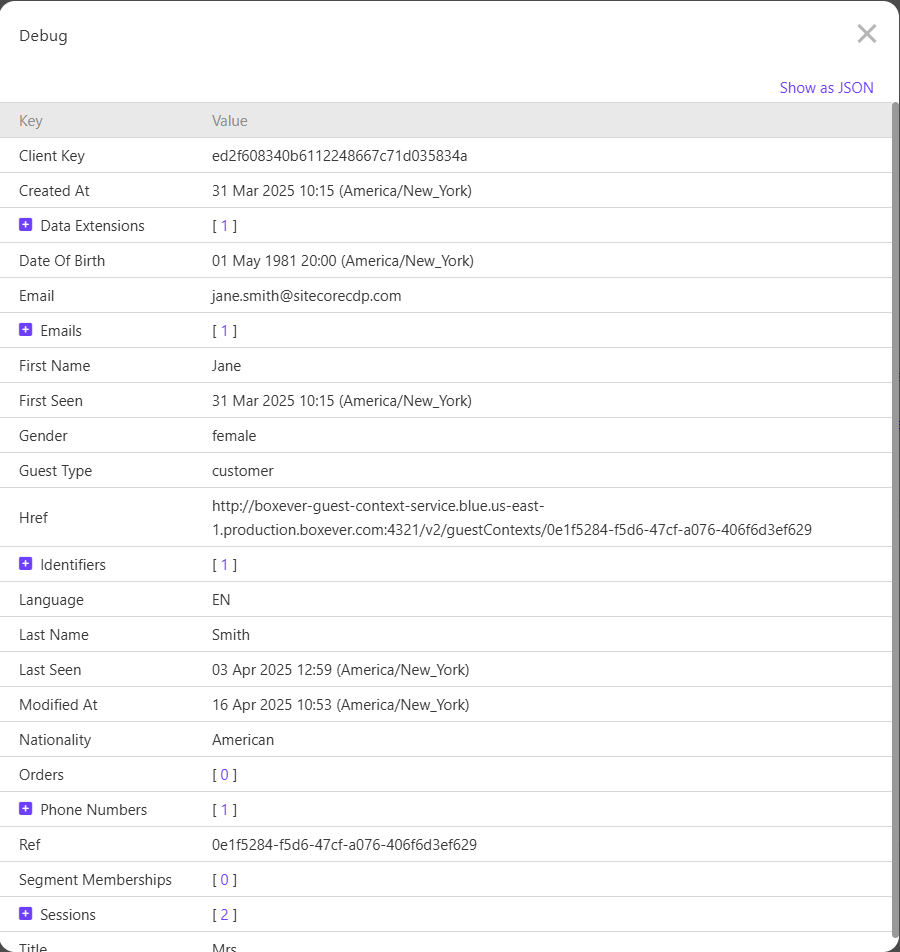 Debug
Show as JSON
Key Value
Client Key ed2f608340b6112248667c71d035834a
Created At 31 Mar 2025 10:15 (America/New_York)
Data Extensions [ 1 ]
Date Of Birth 01 May 1981 20:00 (America/New_York)
Email jane.smith@sitecorecdp.com
Emails [ 1 ]
First Name Jane
First Seen 31 Mar 2025 10:15 (America/New_York)
Gender female
Guest Type customer
Href http://boxever-guest-context-service.blue.us-east-
1.production.boxever.com:4321/v2/guestContexts/0e1f5284-f5d6-47cf-a076-406f6d3ef629
Identifiers [ 1 ]
Language EN
Last Name Smith
Last Seen 03 Apr 2025 12:59 (America/New_York)
Modified At 16 Apr 2025 10:53 (America/New_York)
Nationality American
Orders [ 0 ]
Phone Numbers [ 1 ]
Ref 0e1f5284-f5d6-47cf-a076-406f6d3ef629
Segment Memberships [ 0 ]
Sessions [ 2 ]
Title Mrs